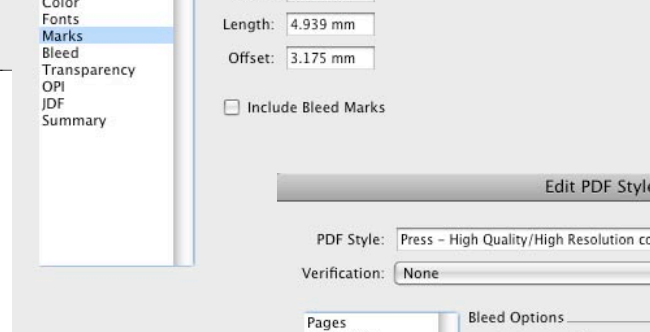 Color
Fonts
Marks
Bleed
Transparency
OPI
JDF
Summary
Length: 4.939 mm
Offset: 3.175 mm
Include Bleed Marks
Edit PDF Style
PDF Style: Press – High Quality/High Resolution co
Verification: None
Pages
Bleed Options